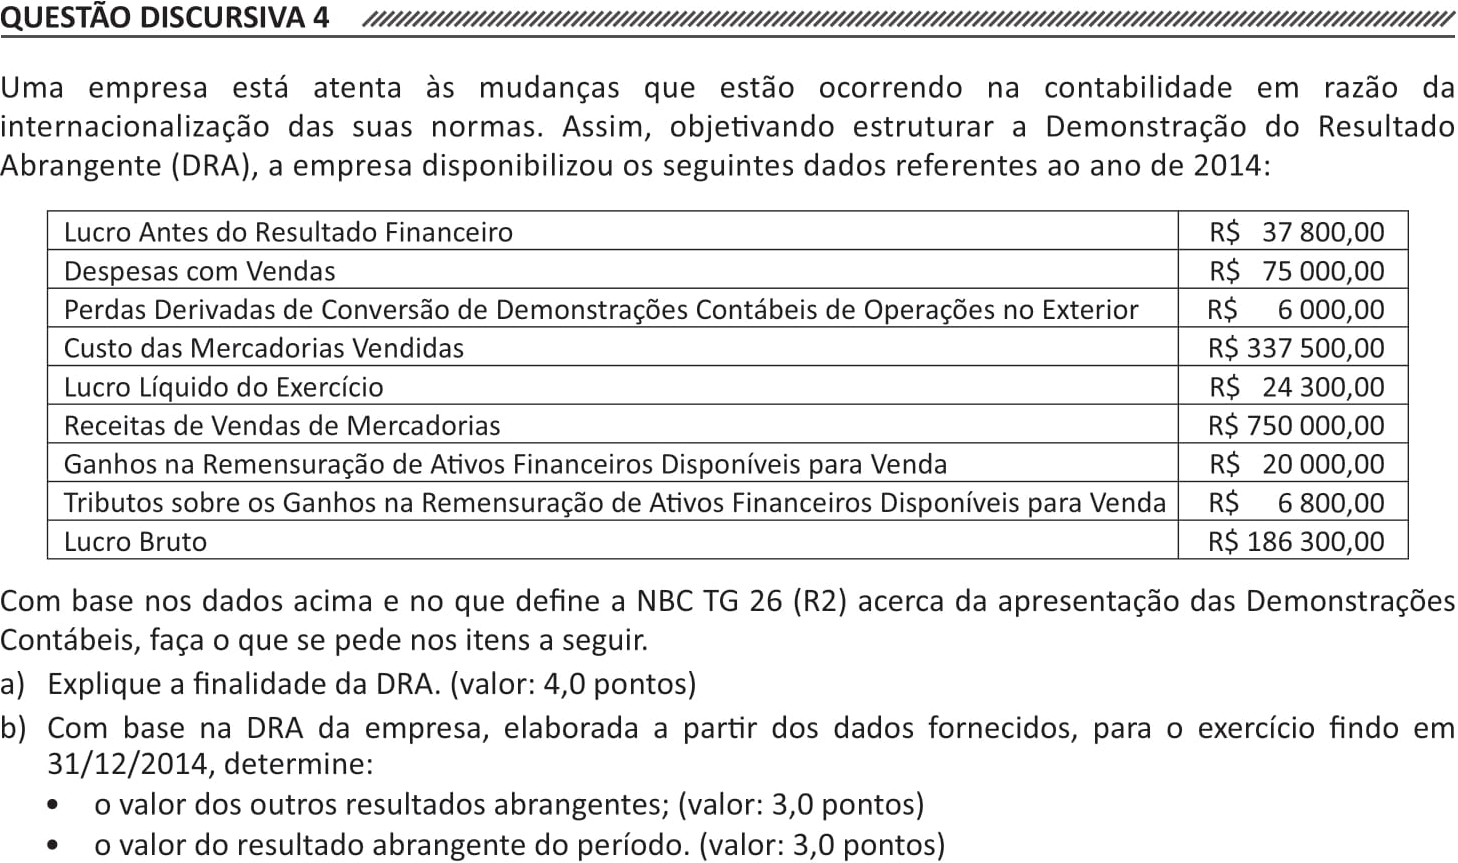 QUESTÃO DISCURSIVA 4
Uma empresa está atenta às mudanças que estão ocorrendo na contabilidade em razão da
internacionalização das suas normas. Assim, objetivando estruturar a Demonstração do Resultado
Abrangente (DRA), a empresa disponibilizou os seguintes dados referentes ao ano de 2014:
Lucro Antes do Resultado Financeiro R$ 37 800,00
Despesas com Vendas R$ 75 000,00
Perdas Derivadas de Conversão de Demonstrações Contábeis de Operações no Exterior R$ 6 000,00
Custo das Mercadorias Vendidas R$ 337 500,00
Lucro Líquido do Exercício R$ 24 300,00
Receitas de Vendas de Mercadorias R$ 750 000,00
Ganhos na Remensuração de Ativos Financeiros Disponíveis para Venda R$ 20 000,00
Tributos sobre os Ganhos na Remensuração de Ativos Financeiros Disponíveis para Venda R$ 6 800,00
Lucro Bruto R$ 186 300,00
Com base nos dados acima e no que define a NBC TG 26 (R2) acerca da apresentação das Demonstrações
Contábeis, faça o que se pede nos itens a seguir.
a) Explique a finalidade da DRA. (valor: 4,0 pontos)
b) Com base na DRA da empresa, elaborada a partir dos dados fornecidos, para o exercício findo em
31/12/2014, determine:
• o valor dos outros resultados abrangentes; (valor: 3,0 pontos)
• o valor do resultado abrangente do período. (valor: 3,0 pontos)